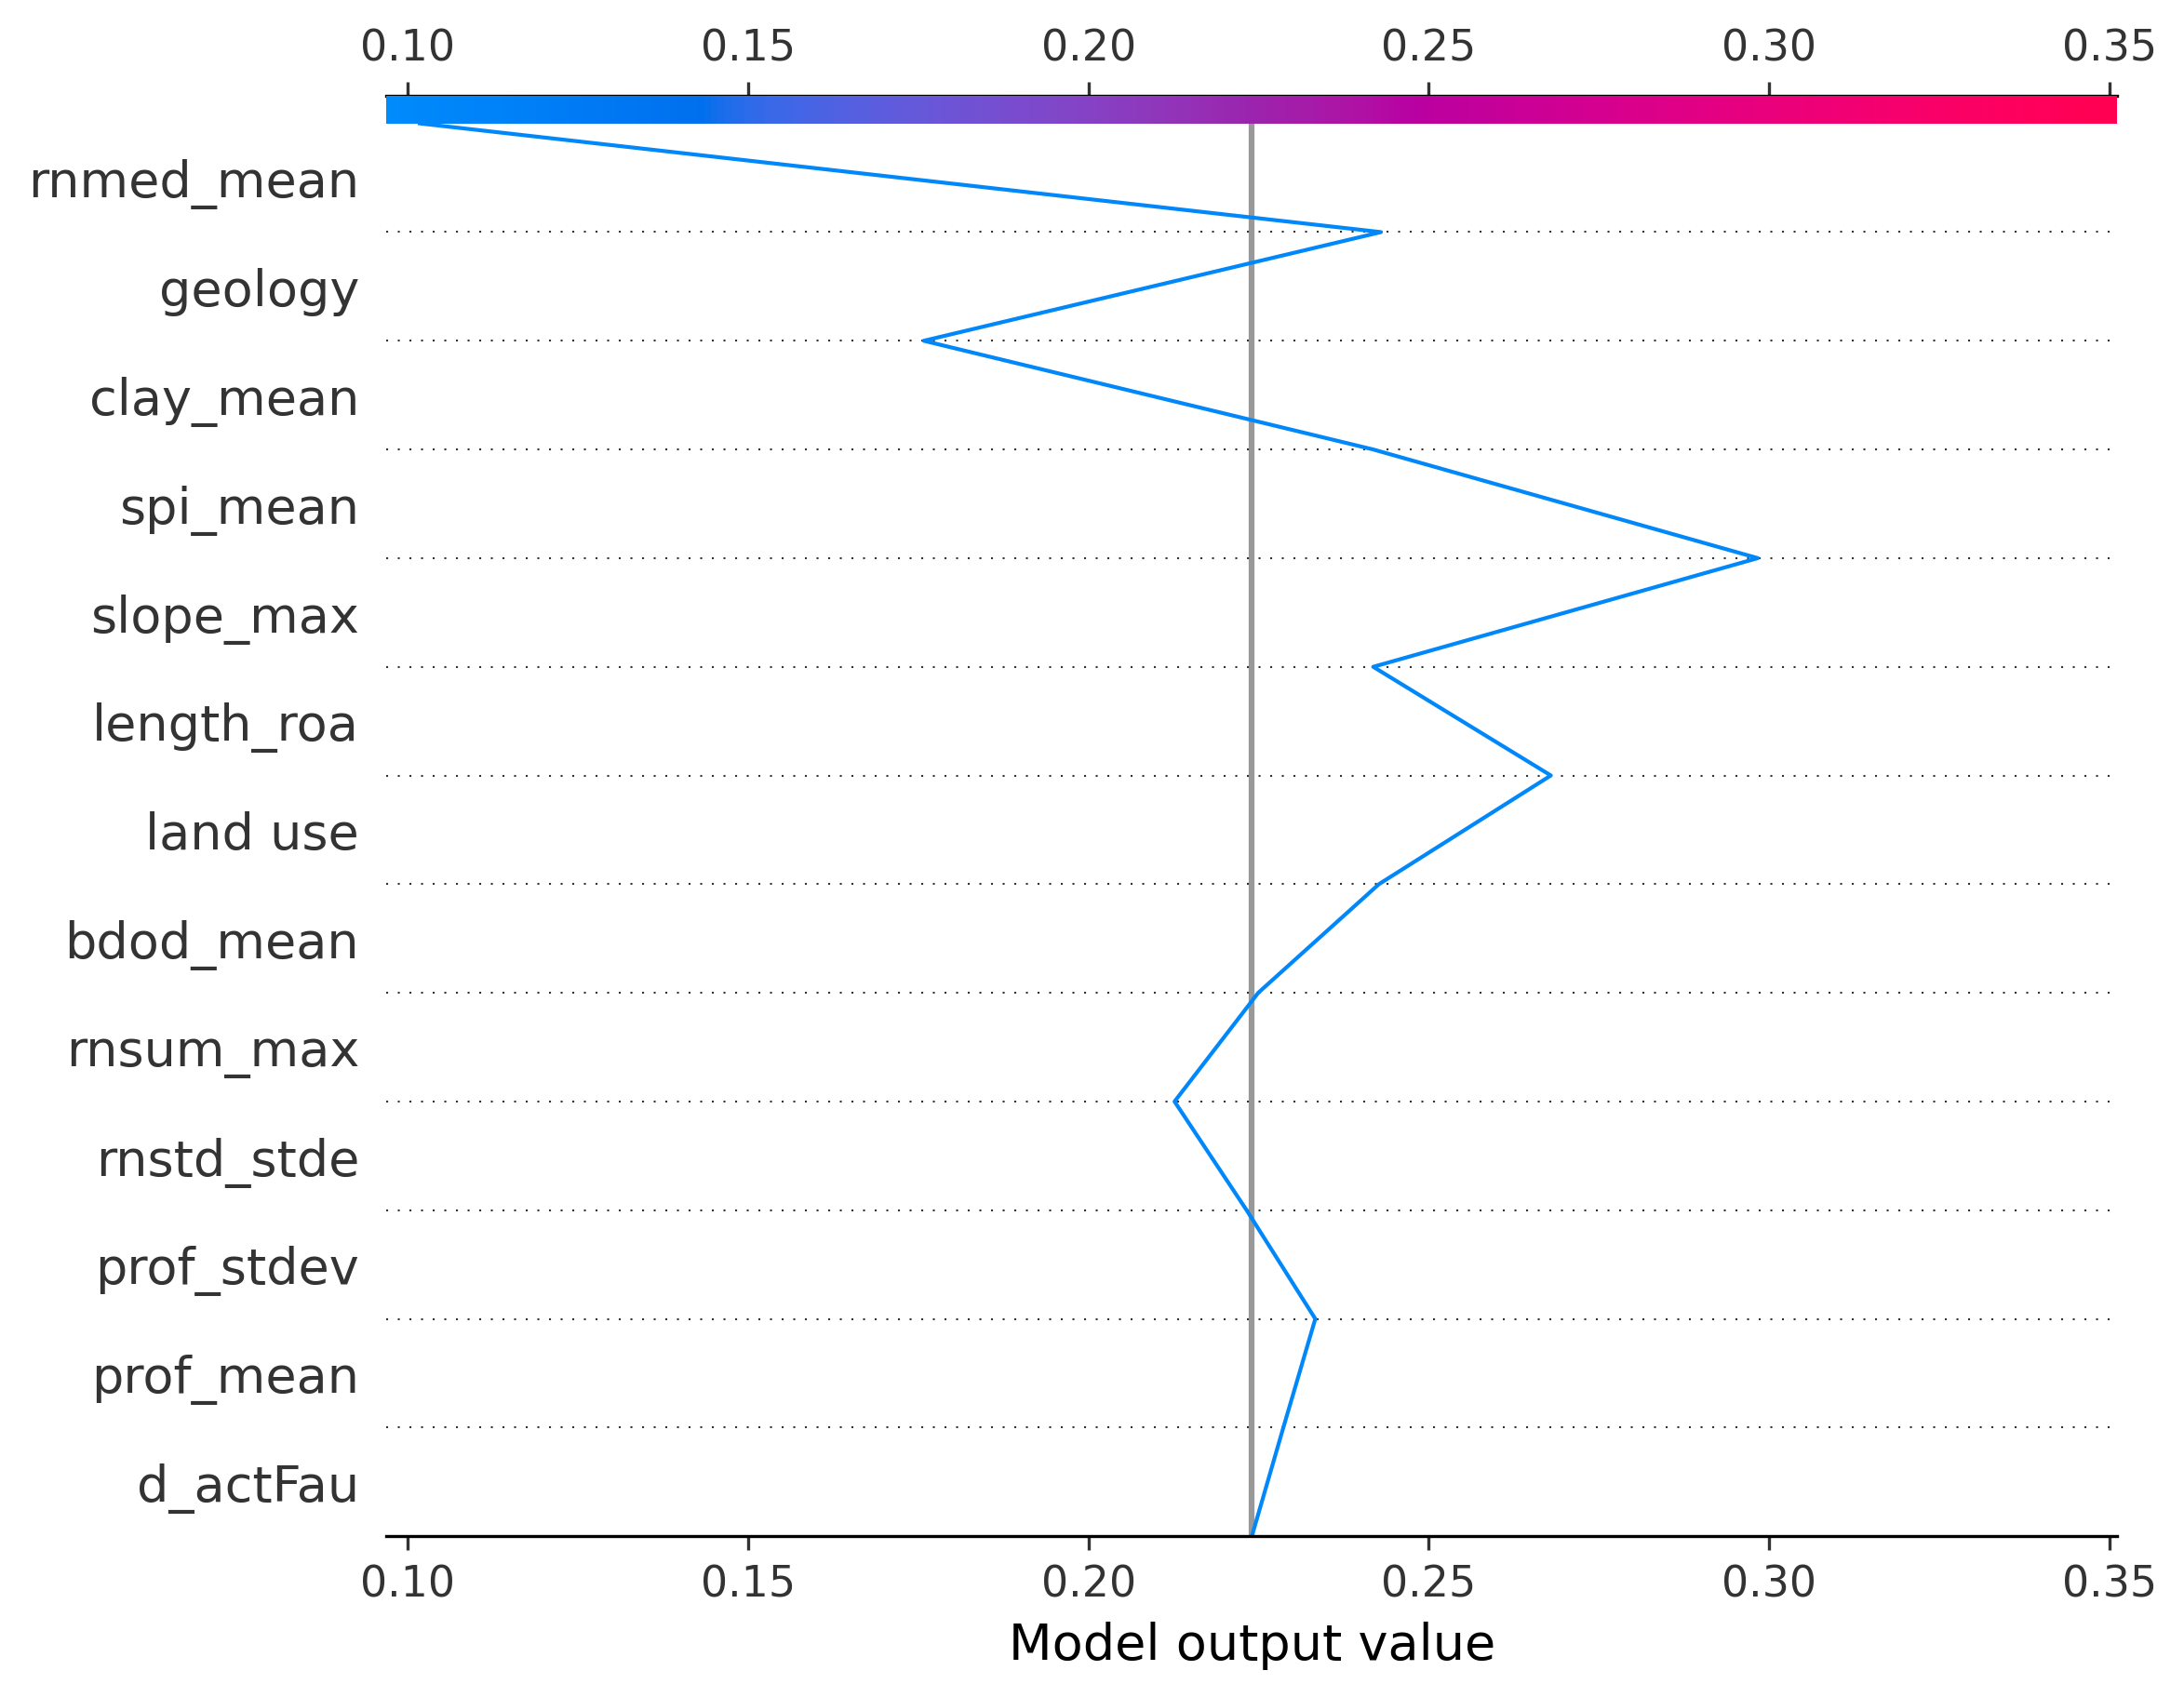 0.10 0.15 0.20 0.25 0.30 0.35
rnmed_mean
geology
clay_mean
spi_mean
slope_max
length_roa
land use
bdod_mean
rnsum_max
rnstd_stde
prof_stdev
prof_mean
d_actFau
0.10 0.15 0.20 0.25 0.30 0.35
Model output value